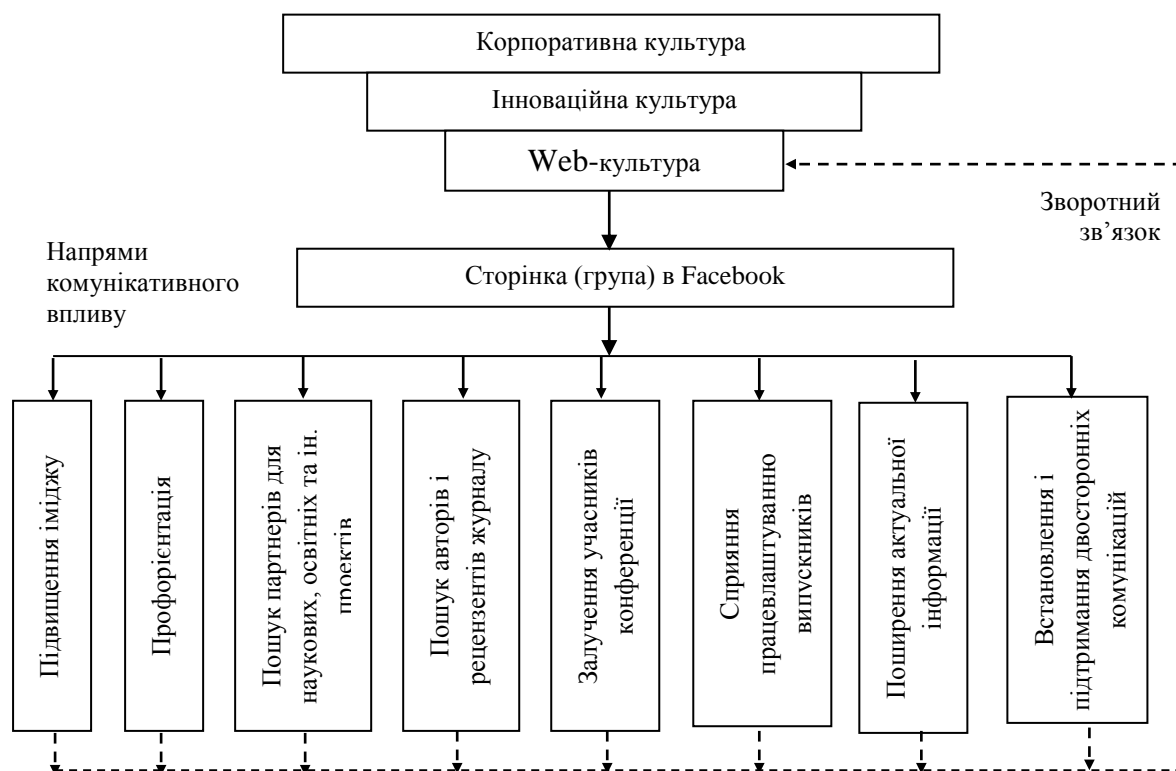 Корпоративна культура
Інноваційна культура
Web-культура
Зворотний
зв’язок
Напрями
комунікативного
впливу
Сторінка (група) в Facebook
Підвищення іміджу
Профорієнтація
Пошук партнерів для
наукових, освітніх та ін.
проектів
Пошук авторів і
рецензентів журналу
Залучення учасників
конференції
Сприяння
працевлаштуванню
випускників
Поширення актуальної
інформації
Встановлення і
підтримання двосторонніх
комунікацій